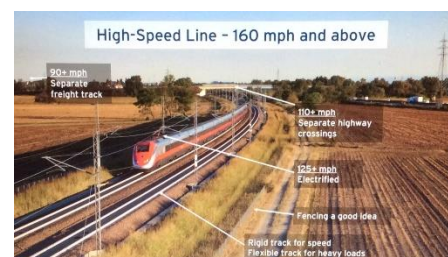 High-Speed Line – 160 mph and above
90+ mph
Separate
freight track
110+ mph
Separate highway
crossings
125+ mph
Electrified
Fencing a good idea
Rigid track for speed
Flexible track for heavy loads